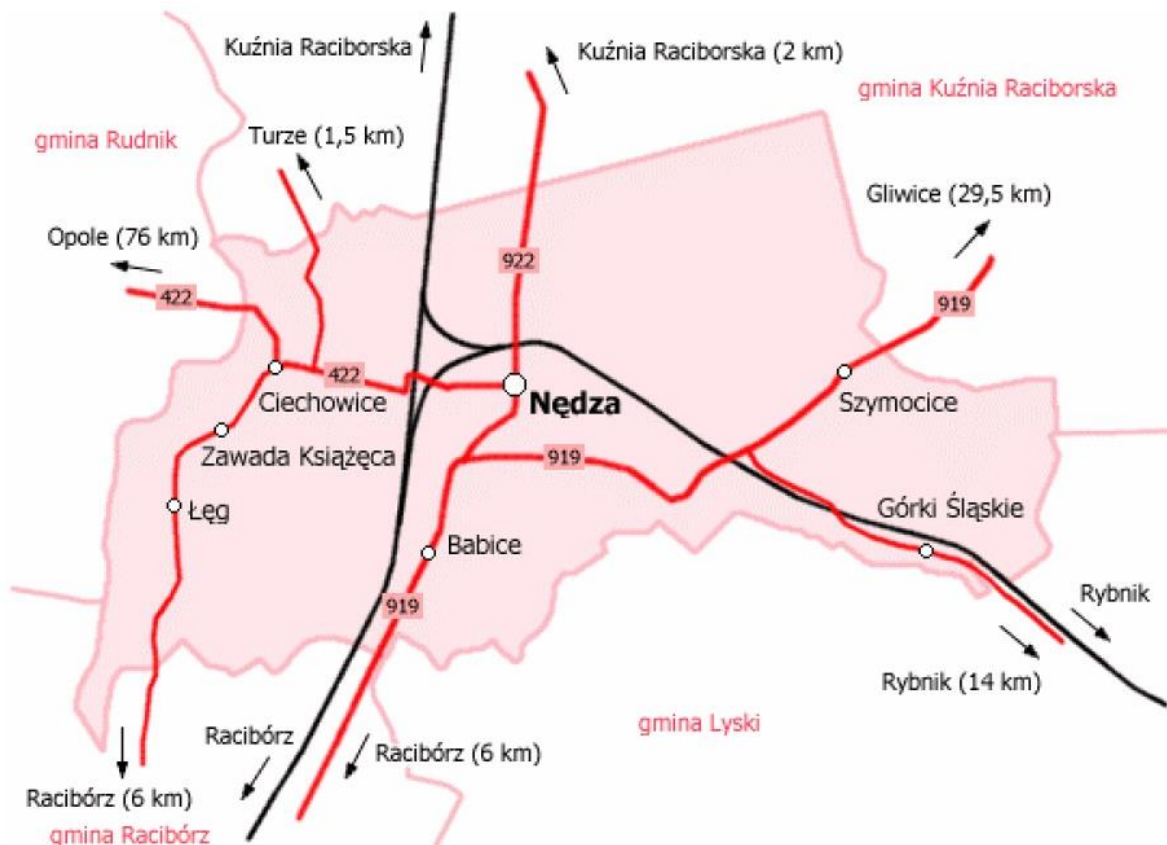 Kuźnia Raciborska
Kuźnia Raciborska (2 km)
gmina Kuźnia Raciborska
gmina Rudnik
Turze (1,5 km)
Gliwice (29,5 km)
Opole (76 km)
922
422
919
422
Ciechowice
Nędza
Szymocice
Zawada Książęca
919
Łęg
Górki Śląskie
Babice
919
Rybnik
Rybnik (14 km)
gmina Lyski
Racibórz
Racibórz (6 km)
Racibórz (6 km)
gmina Racibórz